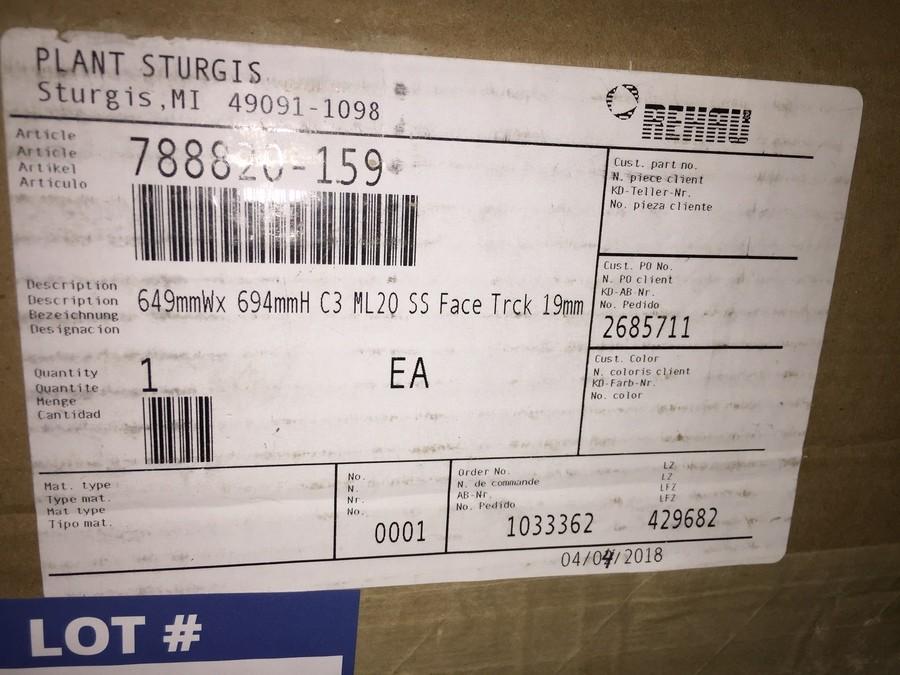 PLANT STURGIS
Sturgis,MI 49091-1098
REHAU
Article
Article
Artikel
Articulo
788820-159
Cust. part no.
N. piece client
KD-Teller-Nr.
No. pieza cliente
Description
Description
Bezeichnung
Designacion
649mmWx 694mmH C3 ML20 SS Face Trck 19mm
Cust. PO No.
N. PO client
KD-AB-Nr.
No. Pedido
2685711
Quantity
Quantite
Menge
Cantidad
1
EA
Cust. Color
N. coloris client
KD-Farb-Nr.
No. color
Mat. type
Type mat.
Mat type
Tipo mat.
No.
N.
Nr.
No.
0001
Order No.
N. de commande
AB-Nr.
No. Pedido
1033362
LZ
LZ
LFZ
LFZ
429682
04/04/2018
LOT #